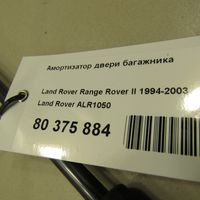 Амортизатор двери багажника
Land Rover Range Rover II 1994-2003
Land Rover ALR1050
80 375 884